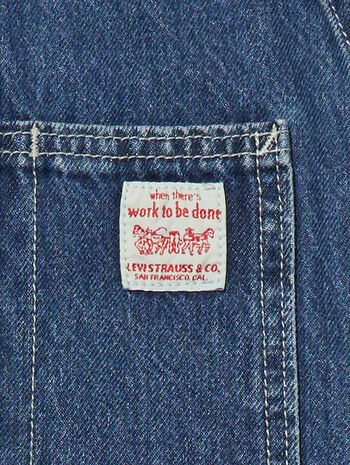 when there's
work to be done
LEVI STRAUSS & CO.
SAN FRANCISCO, CAL.